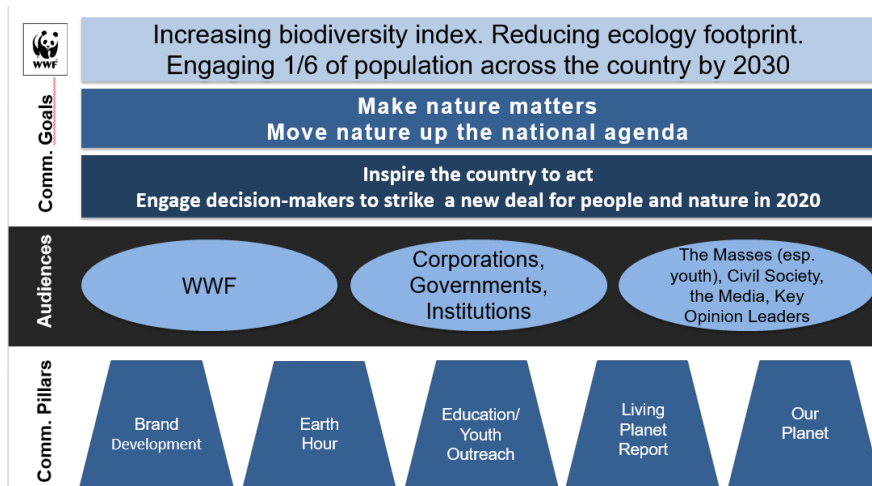 WWF
Increasing biodiversity index. Reducing ecology footprint.
Engaging 1/6 of population across the country by 2030
Comm. Goals
Make nature matters
Move nature up the national agenda
Inspire the country to act
Engage decision-makers to strike a new deal for people and nature in 2020
Audiences
WWF
Corporations,
Governments,
Institutions
The Masses (esp.
youth), Civil Society,
the Media, Key
Opinion Leaders
Comm. Pillars
Brand
Development
Earth
Hour
Education/
Youth
Outreach
Living
Planet
Report
Our
Planet